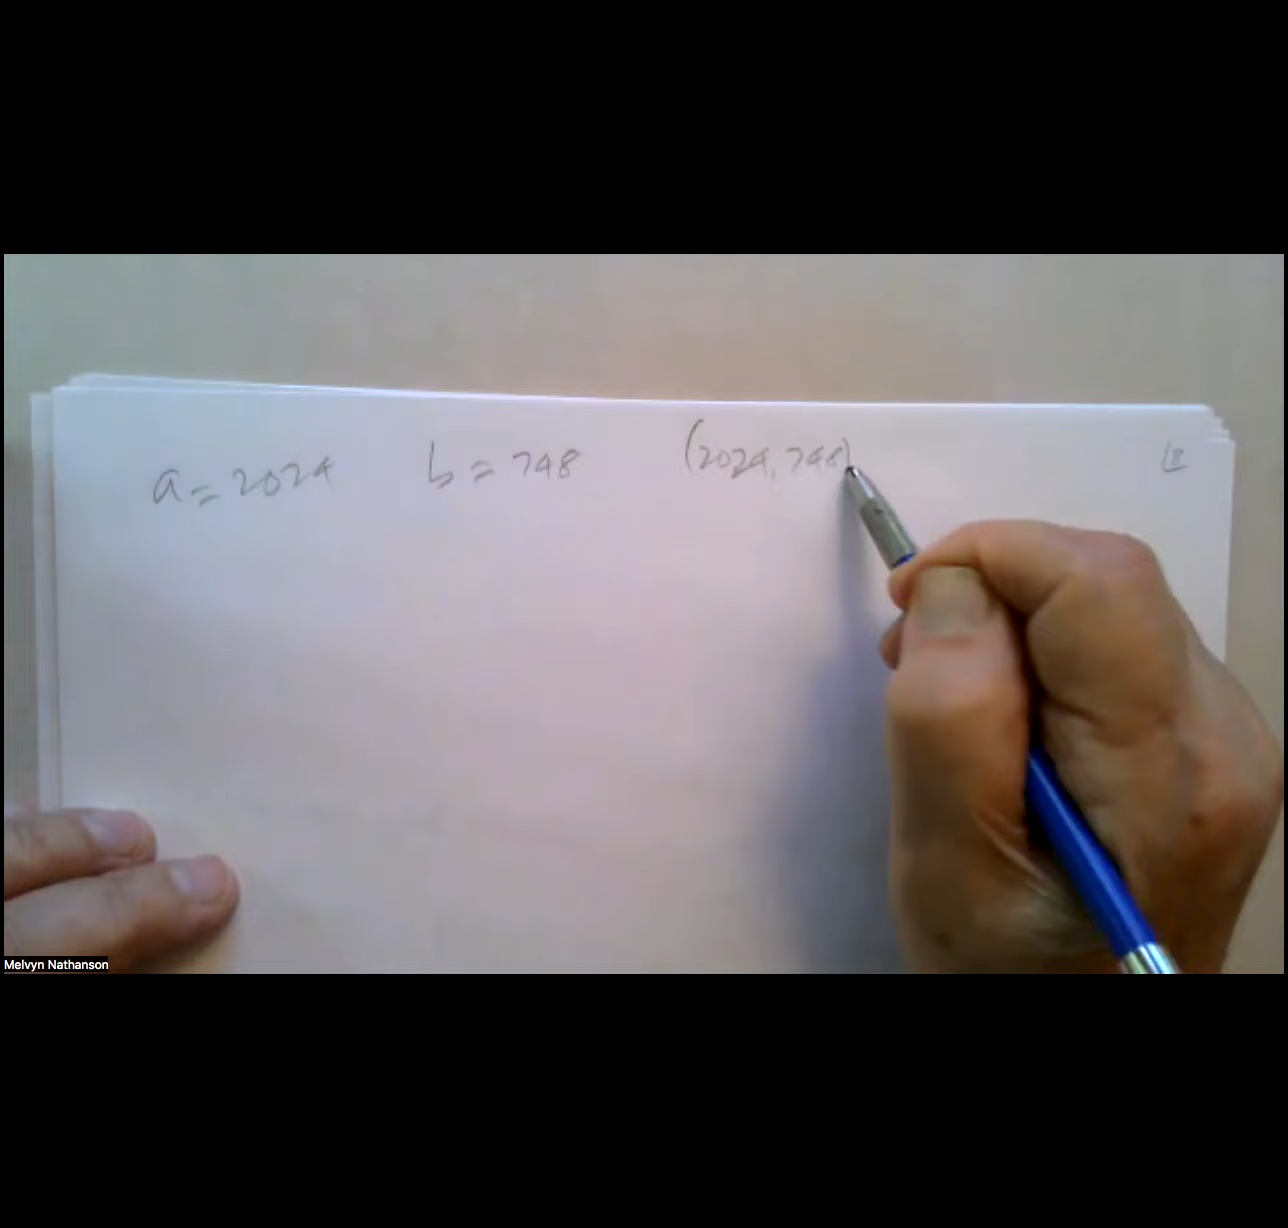 a = 2024 b = 748 (2024, 748)
Melvyn Nathanson